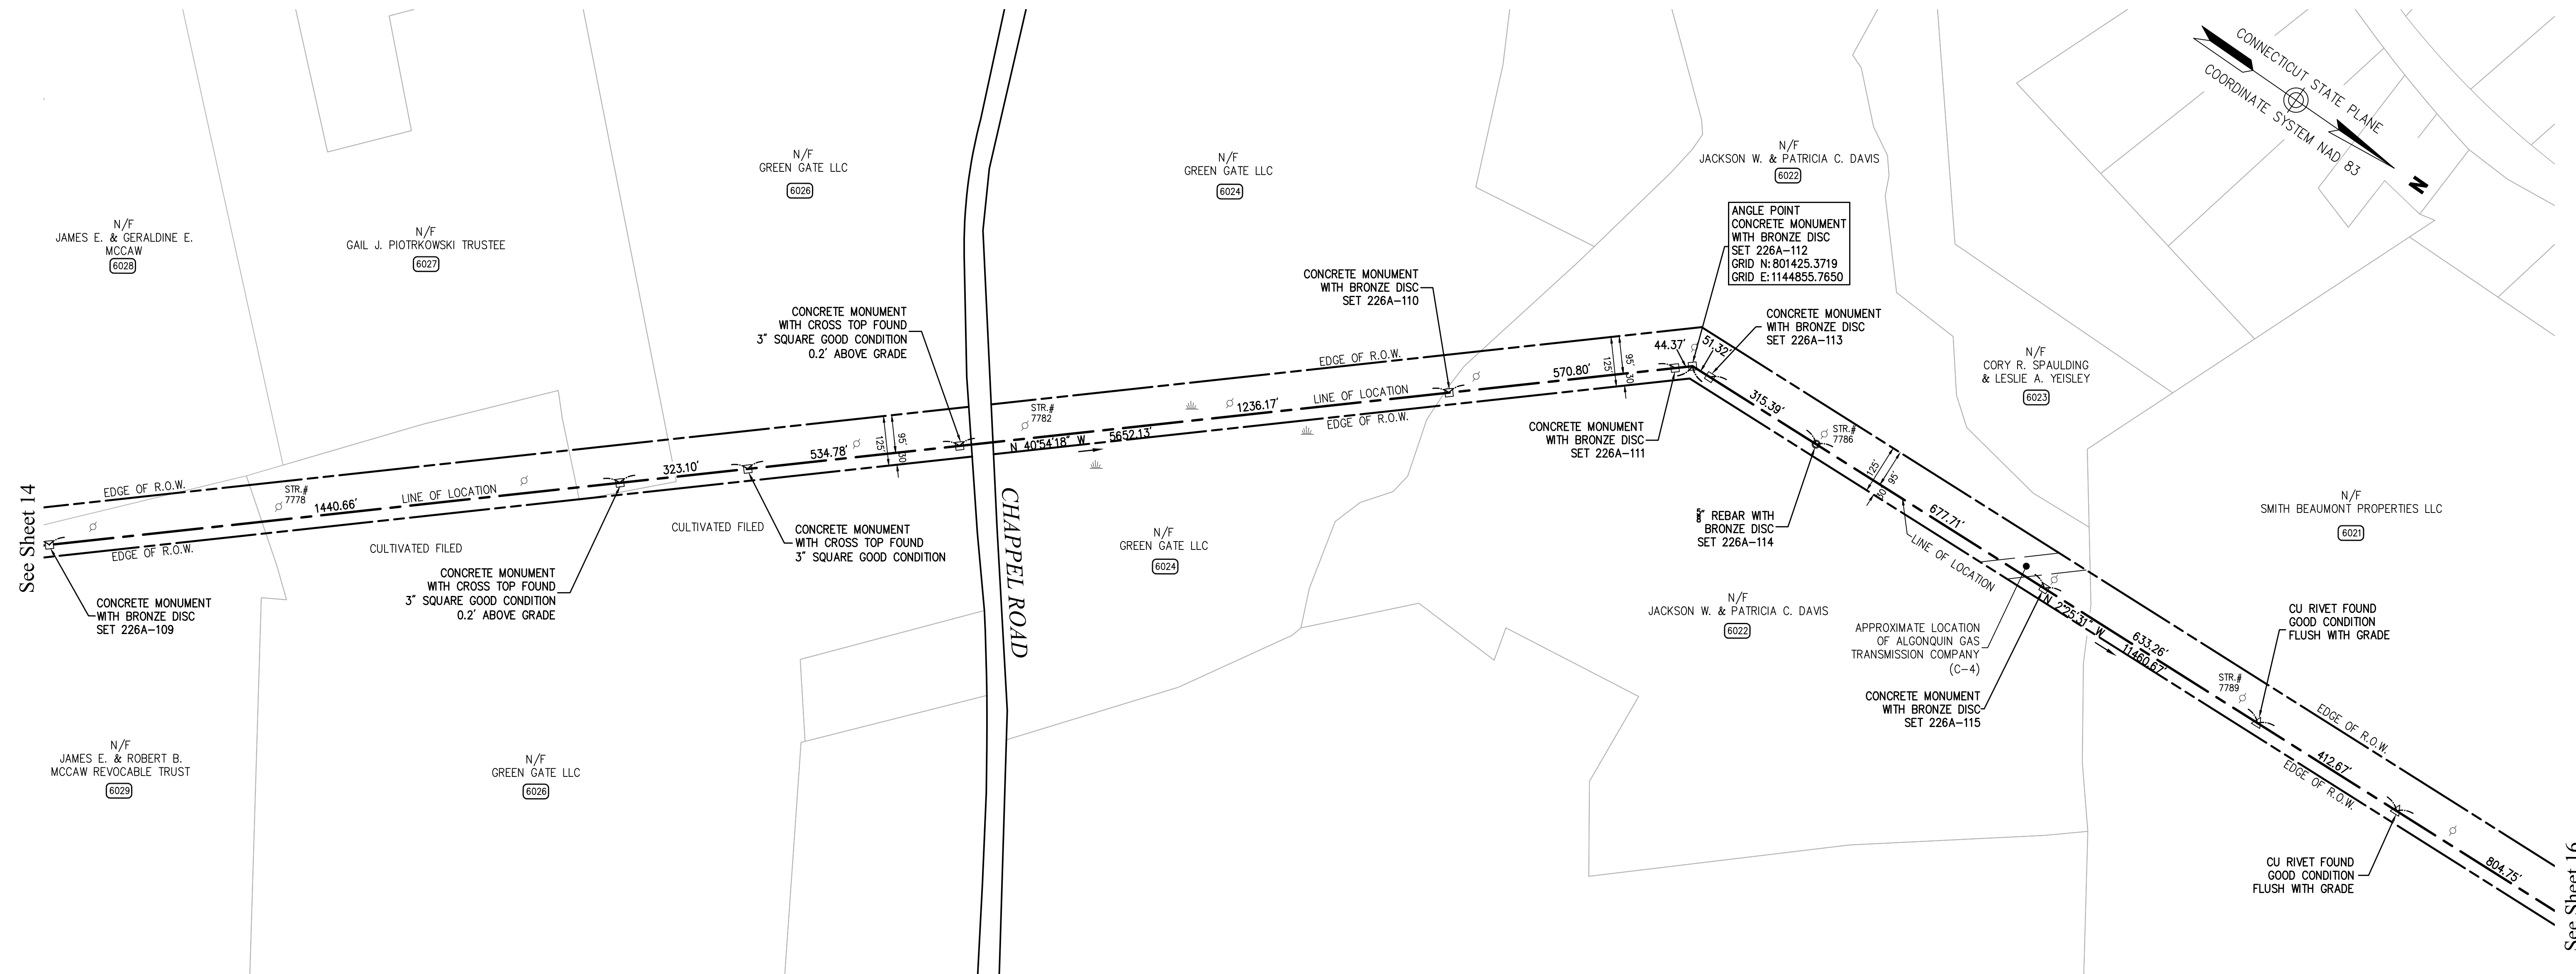 See Sheet 14
N/F
JAMES E. & GERALDINE E.
MCCAW
6028
N/F
GAIL J. PIOTRKOWSKI TRUSTEE
6027
N/F
GREEN GATE LLC
6026
N/F
GREEN GATE LLC
6024
N/F
JACKSON W. & PATRICIA C. DAVIS
6022
CONNECTICUT STATE PLANE
COORDINATE SYSTEM NAD 83
N
ANGLE POINT
CONCRETE MONUMENT
WITH BRONZE DISC
SET 226A-112
GRID N:801425.3719
GRID E:1144855.7650
CONCRETE MONUMENT
WITH BRONZE DISC
SET 226A-110
CONCRETE MONUMENT
WITH CROSS TOP FOUND
3" SQUARE GOOD CONDITION
0.2' ABOVE GRADE
CONCRETE MONUMENT
WITH BRONZE DISC
SET 226A-113
N/F
CORY R. SPAULDING
& LESLIE A. YEISLEY
6023
EDGE OF R.O.W.
STR.#
7778
1440.66'
LINE OF LOCATION
EDGE OF R.O.W.
323.10'
534.78'
125'
95'
30'
STR.#
7782
N 40°54'18" W
5652.13'
1236.17'
LINE OF LOCATION
EDGE OF R.O.W.
EDGE OF R.O.W.
570.80'
125'
95'
30'
44.37'
51.32'
315.39'
STR.#
7786
125'
95'
30'
677.71'
LINE OF LOCATION
CONCRETE MONUMENT
WITH BRONZE DISC
SET 226A-109
CULTIVATED FILED
CONCRETE MONUMENT
WITH CROSS TOP FOUND
3" SQUARE GOOD CONDITION
0.2' ABOVE GRADE
CULTIVATED FILED
CONCRETE MONUMENT
WITH CROSS TOP FOUND
3" SQUARE GOOD CONDITION
CHAPPEL ROAD
N/F
GREEN GATE LLC
6024
CONCRETE MONUMENT
WITH BRONZE DISC
SET 226A-111
5/8" REBAR WITH
BRONZE DISC
SET 226A-114
N/F
SMITH BEAUMONT PROPERTIES LLC
6021
N/F
JACKSON W. & PATRICIA C. DAVIS
6022
APPROXIMATE LOCATION
OF ALGONQUIN GAS
TRANSMISSION COMPANY
(C-4)
CONCRETE MONUMENT
WITH BRONZE DISC
SET 226A-115
N 2°25'31" W
11460.67'
633.26'
STR.#
7789
CU RIVET FOUND
GOOD CONDITION
FLUSH WITH GRADE
EDGE OF R.O.W.
412.67'
EDGE OF R.O.W.
804.75'
CU RIVET FOUND
GOOD CONDITION
FLUSH WITH GRADE
N/F
JAMES E. & ROBERT B.
MCCAW REVOCABLE TRUST
6029
N/F
GREEN GATE LLC
6026
See Sheet 16